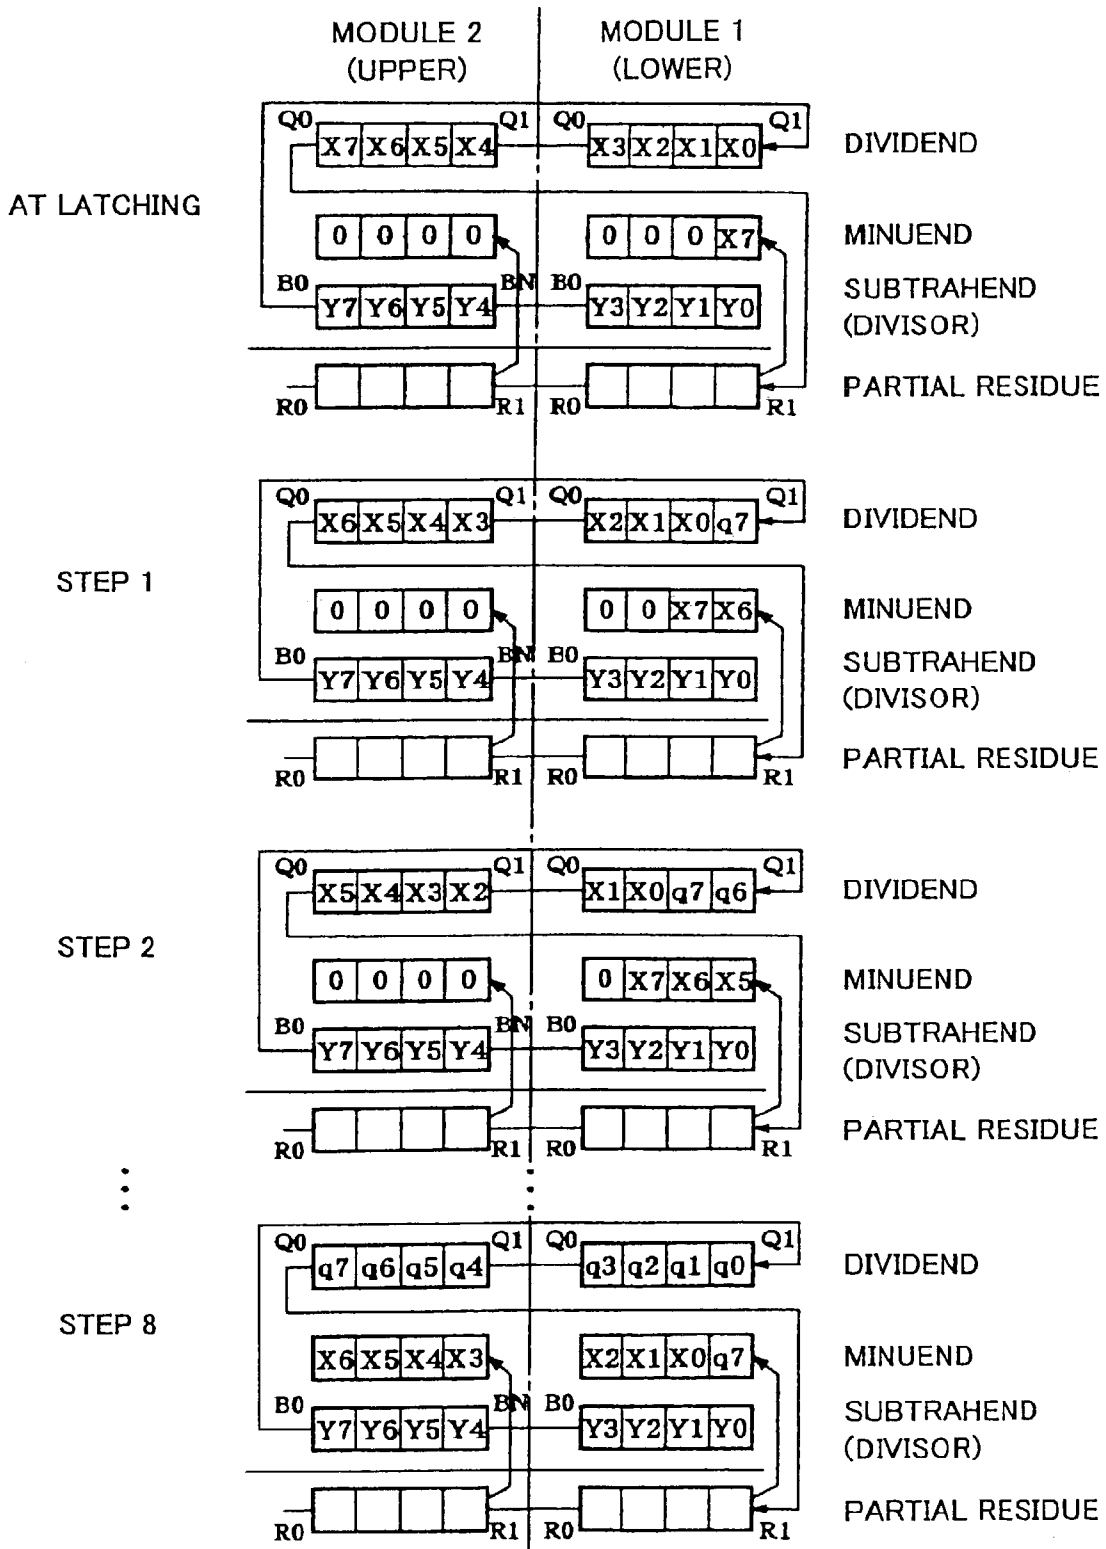 MODULE 2 MODULE 1
(UPPER) (LOWER)
Q0 Q1 Q0 Q1
X7 X6 X5 X4 X3 X2 X1 X0 DIVIDEND
AT LATCHING
0 0 0 0 0 0 0 X7 MINUEND
B0 BN B0 SUBTRAHEND
Y7 Y6 Y5 Y4 Y3 Y2 Y1 Y0 (DIVISOR)
PARTIAL RESIDUE
R0 R1 R0 R1
Q0 Q1 Q0 Q1
X6 X5 X4 X3 X2 X1 X0 q7 DIVIDEND
STEP 1
0 0 0 0 0 0 X7 X6 MINUEND
B0 BN B0 SUBTRAHEND
Y7 Y6 Y5 Y4 Y3 Y2 Y1 Y0 (DIVISOR)
PARTIAL RESIDUE
R0 R1 R0 R1
Q0 Q1 Q0 Q1
X5 X4 X3 X2 X1 X0 q7 q6 DIVIDEND
STEP 2
0 0 0 0 0 X7 X6 X5 MINUEND
B0 BN B0 SUBTRAHEND
Y7 Y6 Y5 Y4 Y3 Y2 Y1 Y0 (DIVISOR)
PARTIAL RESIDUE
R0 R1 R0 R1
Q0 Q1 Q0 Q1
q7 q6 q5 q4 q3 q2 q1 q0 DIVIDEND
STEP 8
X6 X5 X4 X3 X2 X1 X0 q7 MINUEND
B0 BN B0 SUBTRAHEND
Y7 Y6 Y5 Y4 Y3 Y2 Y1 Y0 (DIVISOR)
PARTIAL RESIDUE
R0 R1 R0 R1